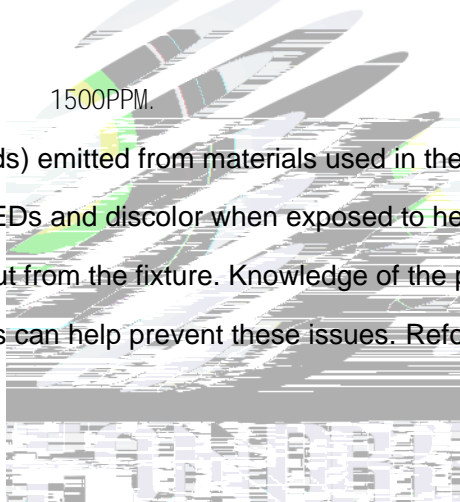 1500PPM.
ds) emitted from materials used in the
EDs and discolor when exposed to he
ut from the fixture. Knowledge of the p
s can help prevent these issues. Refo